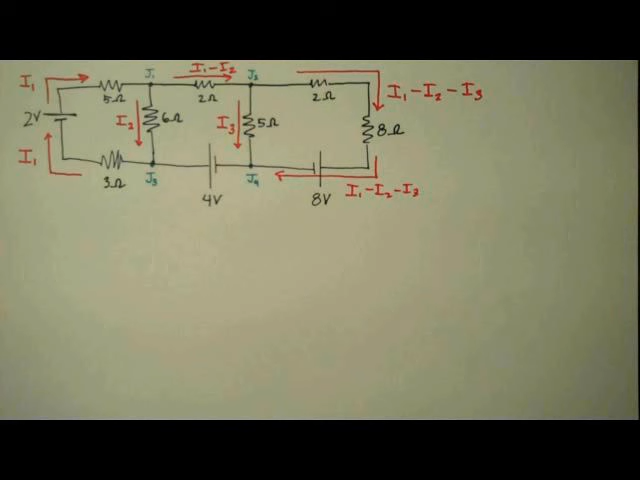 I₁ J₁ I₁-I₂ J₂
5Ω 2Ω 2Ω I₁-I₂-I₃
2V I₂ 6Ω I₃ 5Ω 8Ω
I₁
3Ω J₃ 4V J₄ 8V I₁-I₂-I₃